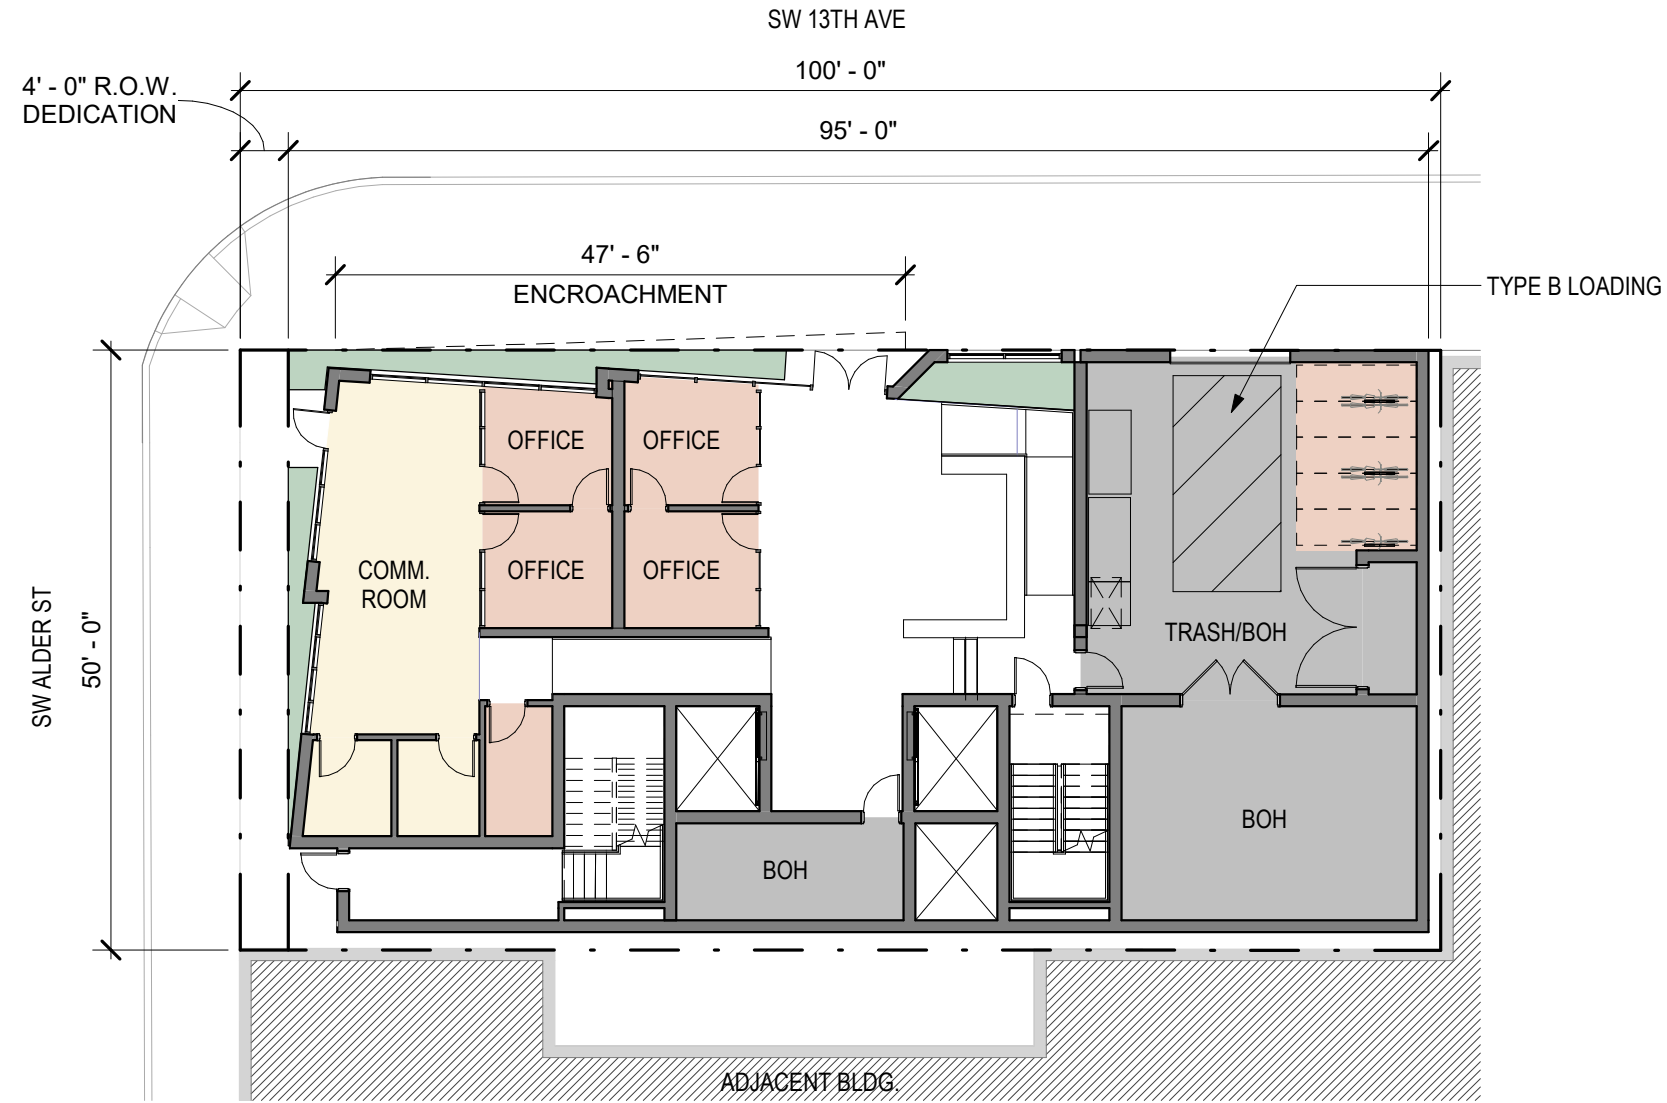 SW 13TH AVE
100' - 0"
4' - 0" R.O.W.
DEDICATION
95' - 0"
47' - 6"
ENCROACHMENT
TYPE B LOADING
OFFICE
OFFICE
COMM.
ROOM
OFFICE
OFFICE
SW ALDER ST
50' - 0"
TRASH/BOH
BOH
BOH
ADJACENT BLDG.